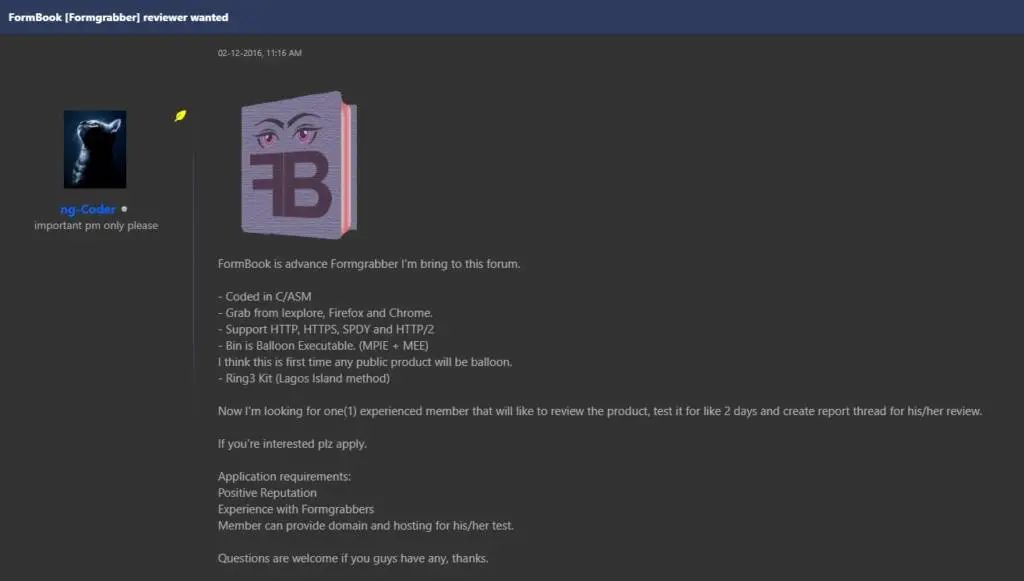 FormBook [Formgrabber] reviewer wanted
02-12-2016, 11:16 AM
FB
ng-Coder
important pm only please
FormBook is advance Formgrabber I'm bring to this forum.
- Coded in C/ASM
- Grab from Iexplore, Firefox and Chrome.
- Support HTTP, HTTPS, SPDY and HTTP/2
- Bin is Balloon Executable. (MPIE + MEE)
I think this is first time any public product will be balloon.
- Ring3 Kit (Lagos Island method)
Now I'm looking for one(1) experienced member that will like to review the product, test it for like 2 days and create report thread for his/her review.
If you're interested plz apply.
Application requirements:
Positive Reputation
Experience with Formgrabbers
Member can provide domain and hosting for his/her test.
Questions are welcome if you guys have any, thanks.